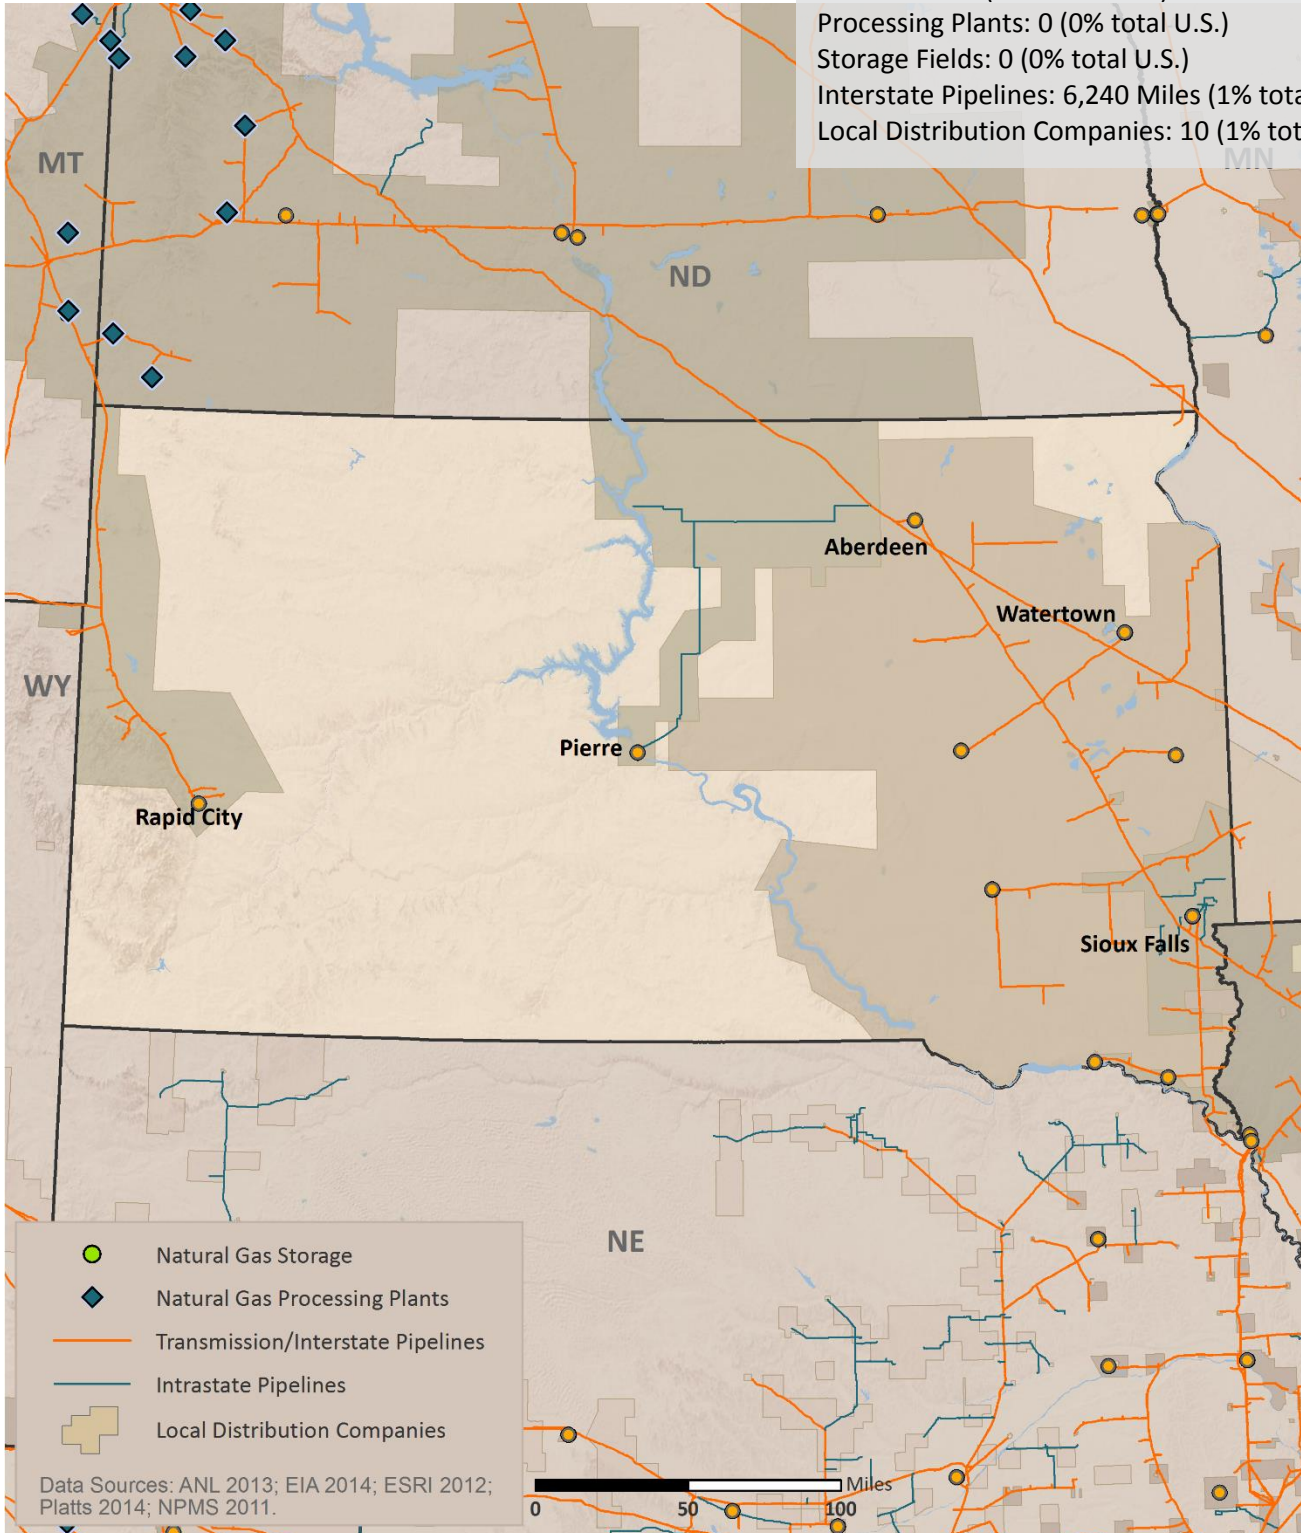 Processing Plants: 0 (0% total U.S.)
Storage Fields: 0 (0% total U.S.)
Interstate Pipelines: 6,240 Miles (1% tota
Local Distribution Companies: 10 (1% tot
MT
MN
ND
Aberdeen
Watertown
WY
Pierre
Rapid City
Sioux Falls
NE
Natural Gas Storage
Natural Gas Processing Plants
Transmission/Interstate Pipelines
Intrastate Pipelines
Local Distribution Companies
Data Sources: ANL 2013; EIA 2014; ESRI 2012;
Platts 2014; NPMS 2011.
Miles
0 50 100